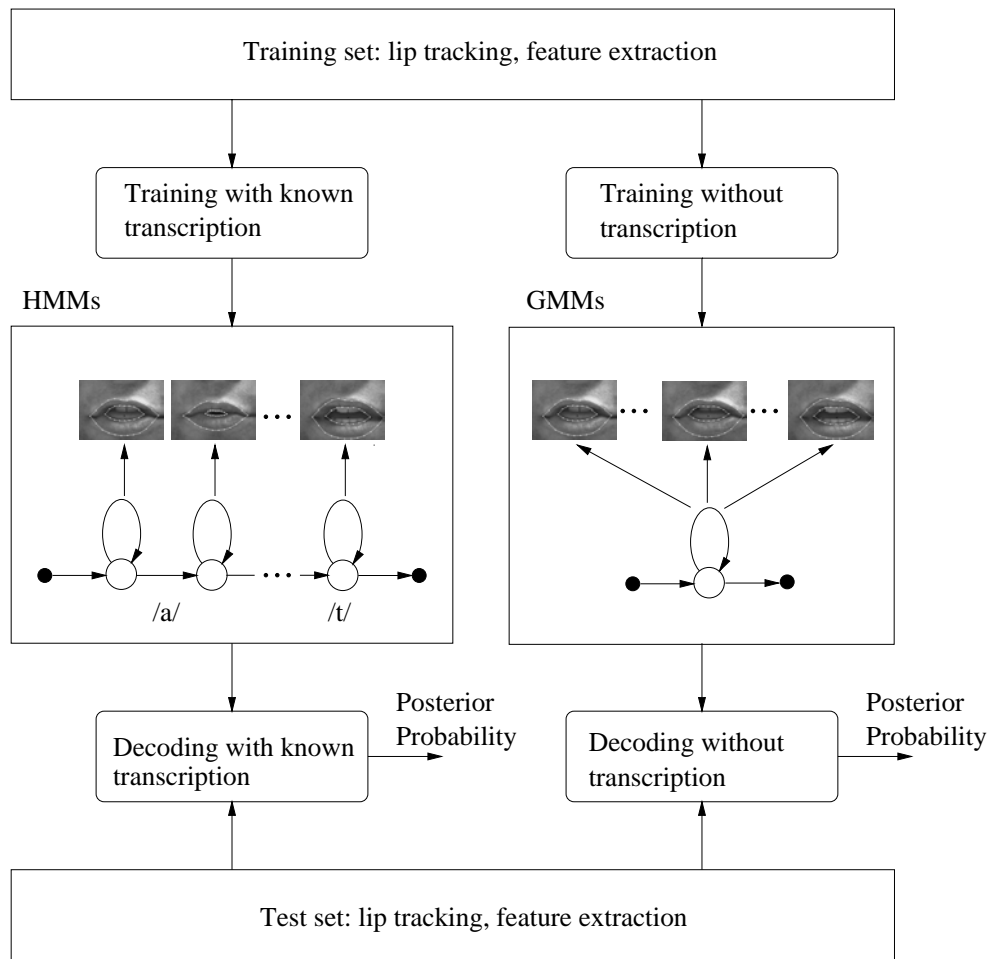 Training set: lip tracking, feature extraction
Training with known
transcription
Training without
transcription
HMMs
GMMs
/a/
/t/
Posterior
Probability
Posterior
Probability
Decoding with known
transcription
Decoding without
transcription
Test set: lip tracking, feature extraction